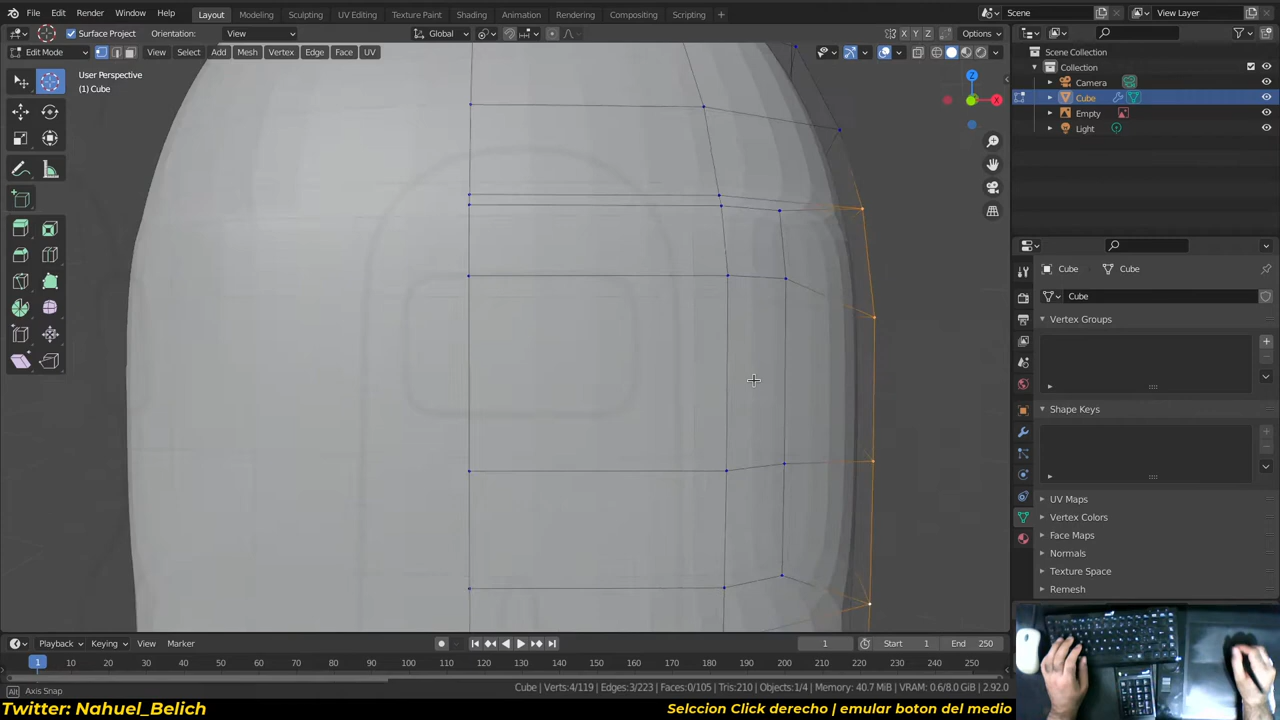 File Edit Render Window Help Layout Modeling Sculpting UV Editing Texture Paint Shading Animation Rendering Compositing Scripting Scene View Layer
Surface Project Orientation: View Global X Y Z Options
Edit Mode View Select Add Mesh Vertex Edge Face UV
User Perspective
(1) Cube
Z
X
Scene Collection
Collection
Camera
Cube
Empty
Light
Cube Cube
Cube
Vertex Groups
Shape Keys
UV Maps
Vertex Colors
Face Maps
Normals
Texture Space
Remesh
Playback Keying View Marker 1 Start 1 End 250
1 10 20 30 40 50 60 70 80 90 100 110 120 130 140 150 160 170 180 190 200 210 220 230 240 250
Alt Axis Snap Cube | Verts:4/119 | Edges:3/223 | Faces:0/105 | Tris:210 | Objects:1/4 | Memory: 40.7 MiB | VRAM: 0.6/8.0 GiB | 2.92.0
Twitter: Nahuel_Belich Selccion Click derecho | emular boton del medio